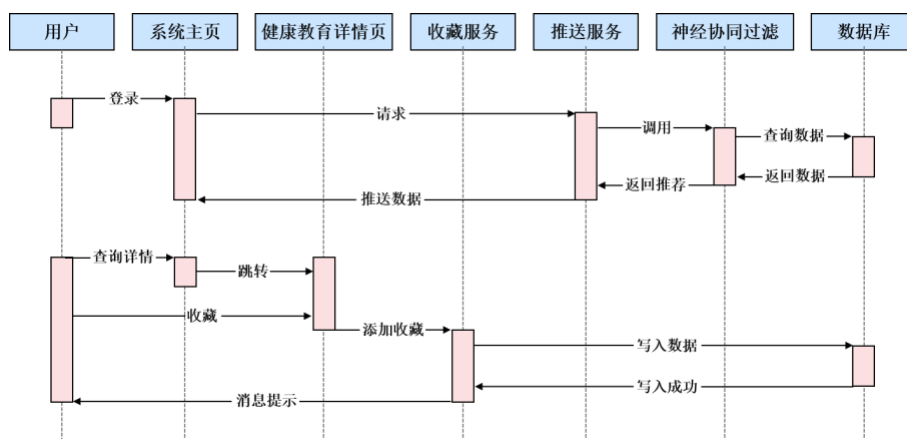 用户 系统主页 健康教育详情页 收藏服务 推送服务 神经协同过滤 数据库
登录
请求
调用
查询数据
返回数据
返回推荐
推送数据
查询详情
跳转
收藏
添加收藏
写入数据
写入成功
消息提示